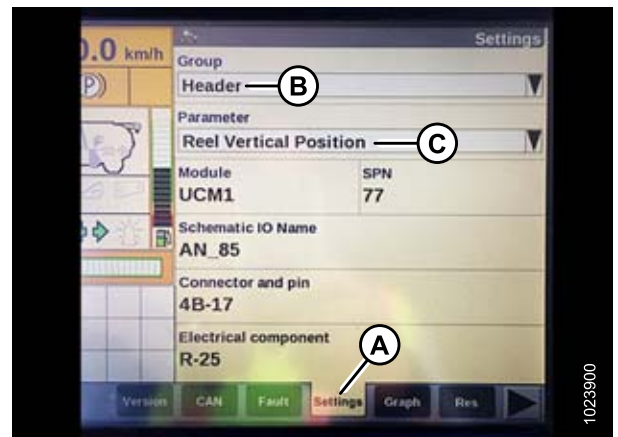 0.0 km/h
Settings
Group
(P))
Header
B
Parameter
Reel Vertical Position
C
Module
SPN
UCM1
77
Schematic IO Name
AN_85
Connector and pin
4B-17
Electrical component
R-25
A
Version CAN Fault Settings Graph Res
1023900